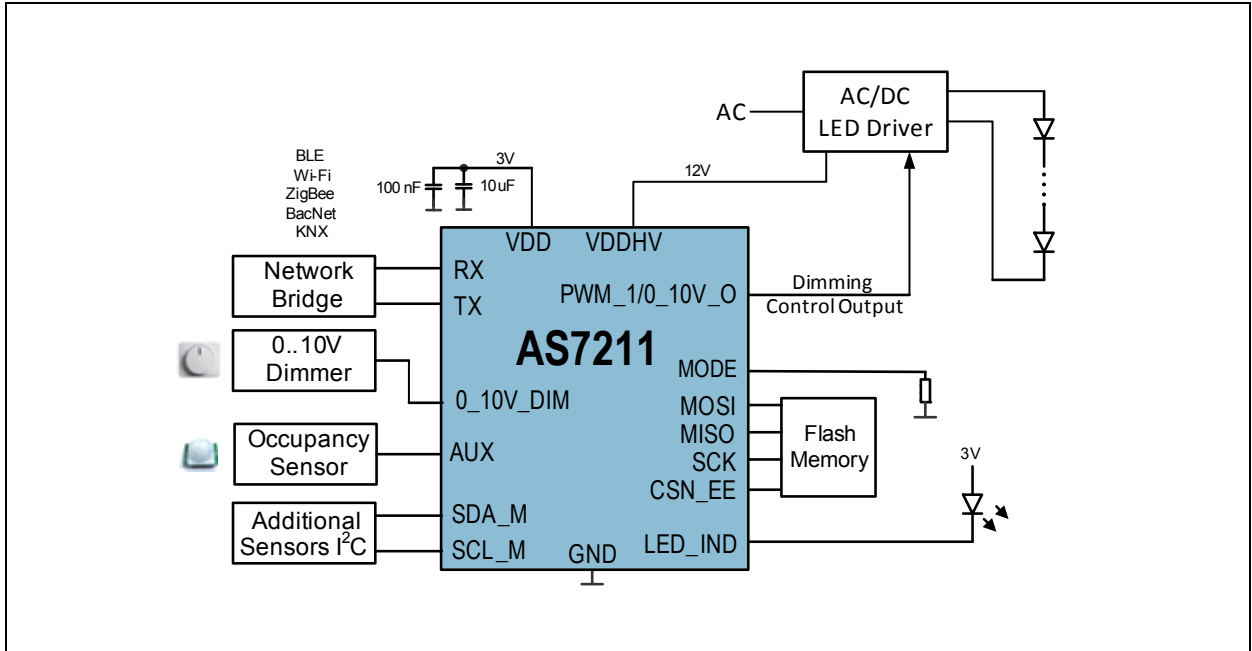 AC
AC/DC
LED Driver
BLE
Wi-Fi
ZigBee
BacNet
KNX
100 nF
10uF
3V
12V
VDD
VDDHV
Network
Bridge
RX
TX
PWM_1/0_10V_O
Dimming
Control Output
AS7211
0..10V
Dimmer
0_10V_DIM
MODE
Occupancy
Sensor
AUX
MOSI
MISO
SCK
CSN_EE
Flash
Memory
3V
Additional
Sensors I²C
SDA_M
SCL_M
GND
LED_IND